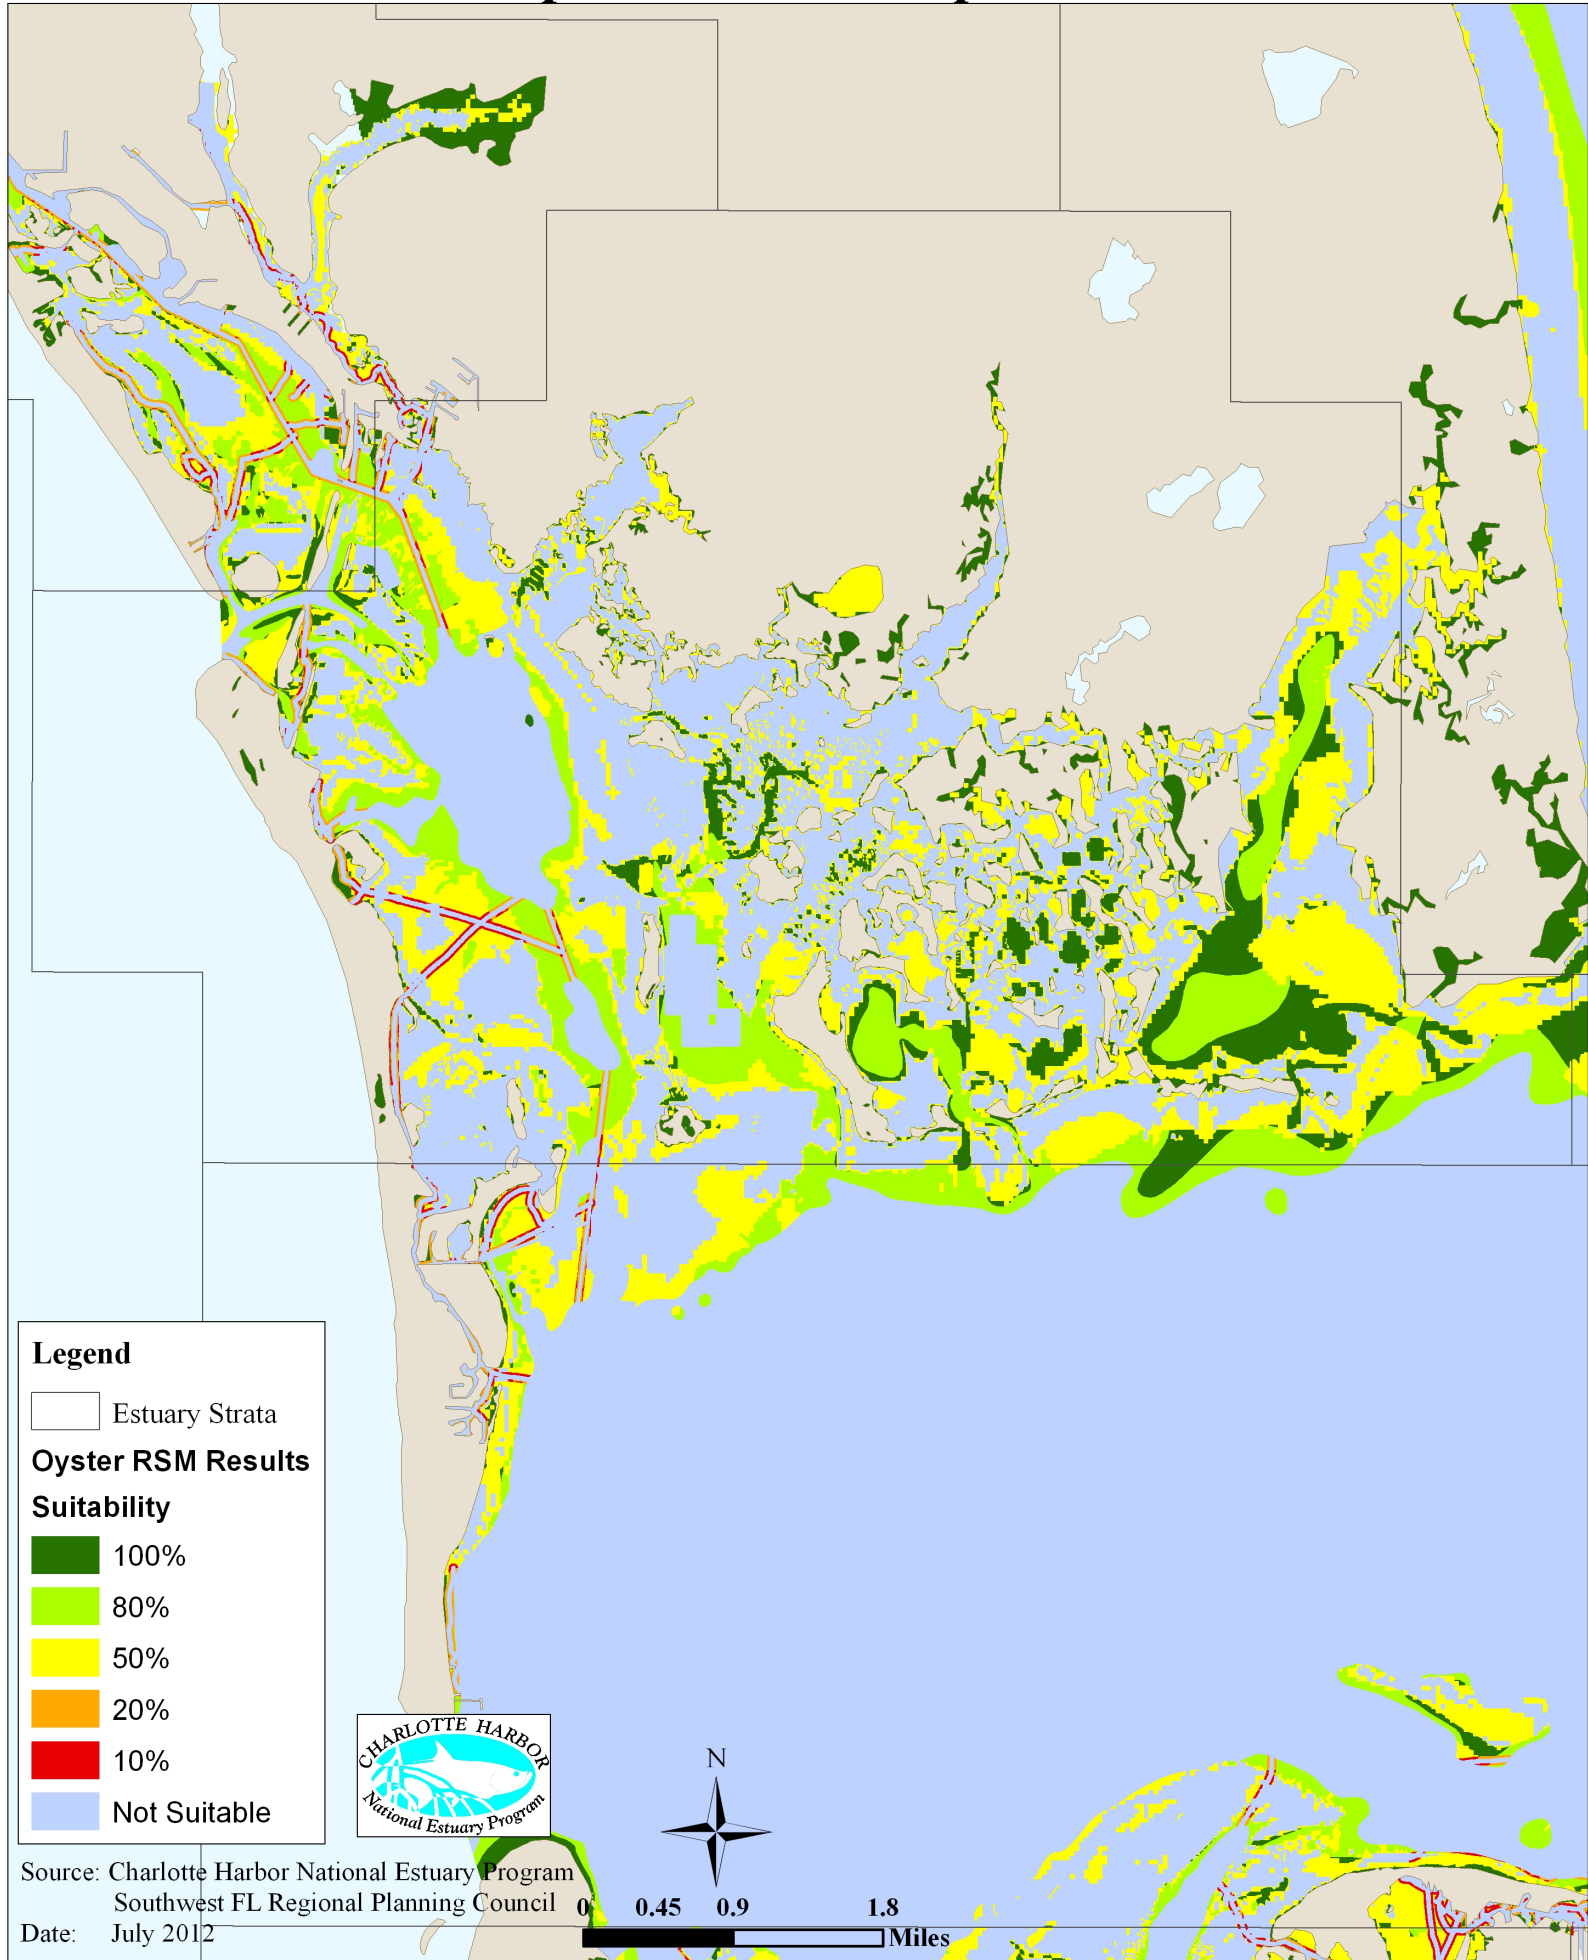 Legend
Estuary Strata
Oyster RSM Results
Suitability
100%
80%
50%
20%
10%
Not Suitable
CHARLOTTE HARBOR
National Estuary Program
N
Source: Charlotte Harbor National Estuary Program
Southwest FL Regional Planning Council
Date: July 2012
0 0.45 0.9 1.8
Miles